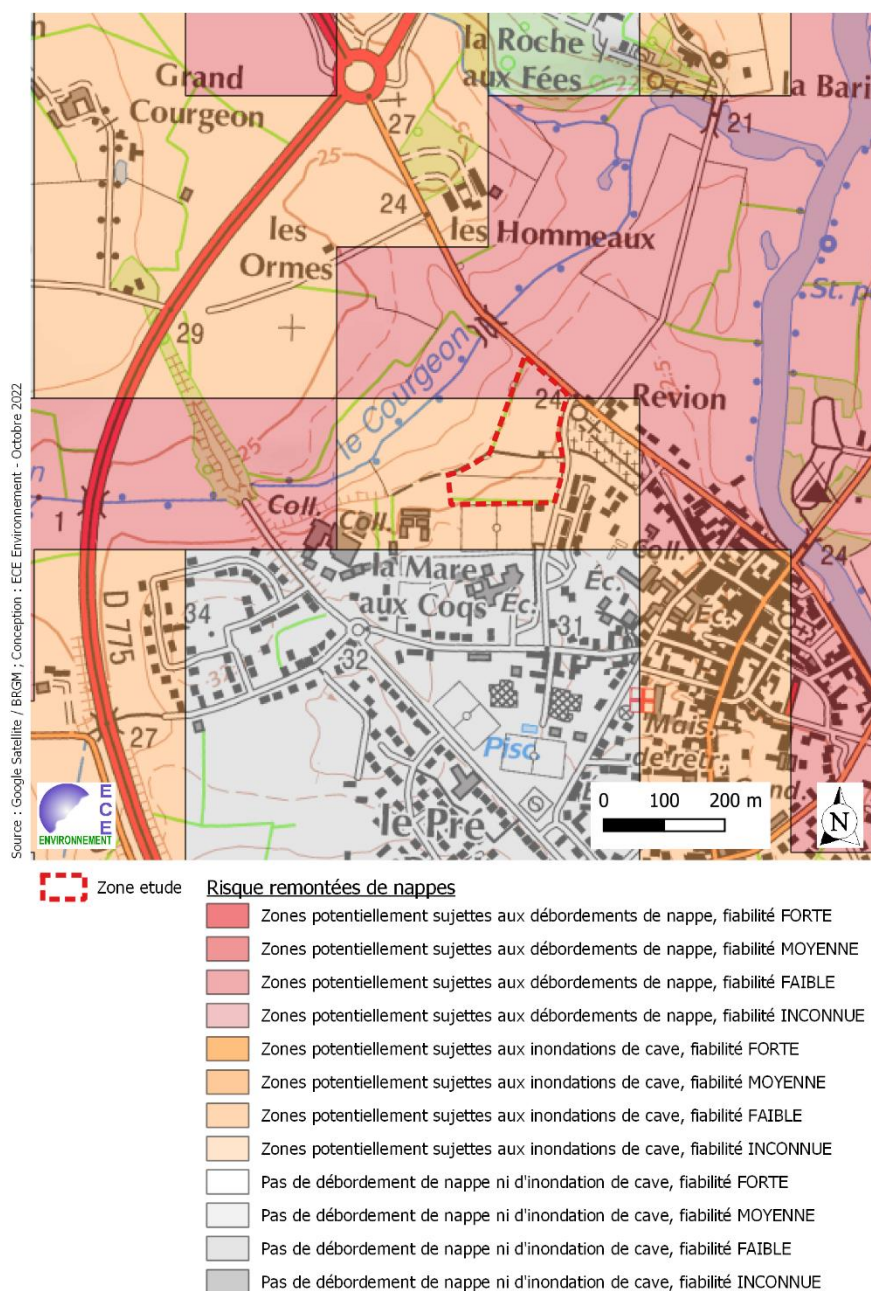 la Roche
aux Fées
22
la Bari
Grand
Courgeon
27
25
25
21
24
les
Ormes
les Hommeaux
St. p
29
le Courgeon
24
Revion
25
25
1
Coll.
Coll.
Coll.
24
la Mare
aux Coqs
Éc.
Éc.
Éc.
34
31
D 775
32
32
27
Pisc.
Mais.
de retr.
nd.
le Pré
0 100 200 m
N
E
C
E
ENVIRONNEMENT
Source : Google Satellite / BRGM ; Conception : ECE Environnement - Octobre 2022
Zone etude
Risque remontées de nappes
Zones potentiellement sujettes aux débordements de nappe, fiabilité FORTE
Zones potentiellement sujettes aux débordements de nappe, fiabilité MOYENNE
Zones potentiellement sujettes aux débordements de nappe, fiabilité FAIBLE
Zones potentiellement sujettes aux débordements de nappe, fiabilité INCONNUE
Zones potentiellement sujettes aux inondations de cave, fiabilité FORTE
Zones potentiellement sujettes aux inondations de cave, fiabilité MOYENNE
Zones potentiellement sujettes aux inondations de cave, fiabilité FAIBLE
Zones potentiellement sujettes aux inondations de cave, fiabilité INCONNUE
Pas de débordement de nappe ni d'inondation de cave, fiabilité FORTE
Pas de débordement de nappe ni d'inondation de cave, fiabilité MOYENNE
Pas de débordement de nappe ni d'inondation de cave, fiabilité FAIBLE
Pas de débordement de nappe ni d'inondation de cave, fiabilité INCONNUE